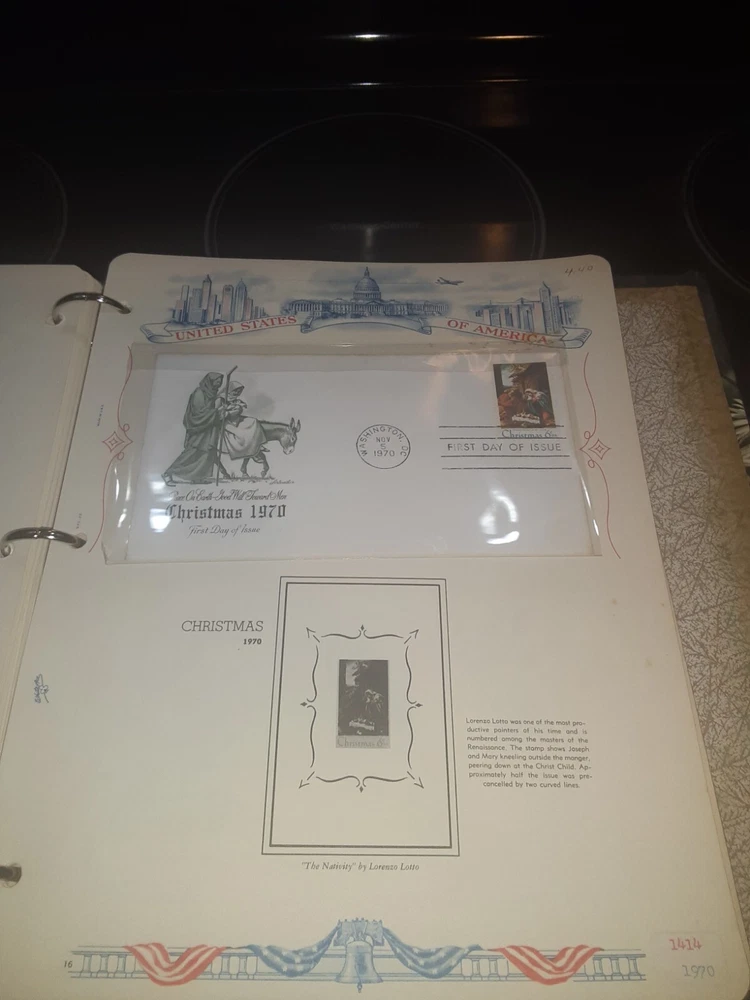 4.40
UNITED STATES OF AMERICA
Christmas 6c
WASHINGTON, DC
NOV
5
1970
FIRST DAY OF ISSUE
Peace On Earth-Good Will Toward Men
Christmas 1970
First Day of Issue
CHRISTMAS
1970
Christmas 6c
Lorenzo Lotto was one of the most pro-
ductive painters of his time and is
numbered among the masters of the
Renaissance. The stamp shows Joseph
and Mary kneeling outside the manger,
peering down at the Christ Child. Ap-
proximately half the issue was pre-
cancelled by two curved lines.
"The Nativity" by Lorenzo Lotto
16
1414
1970